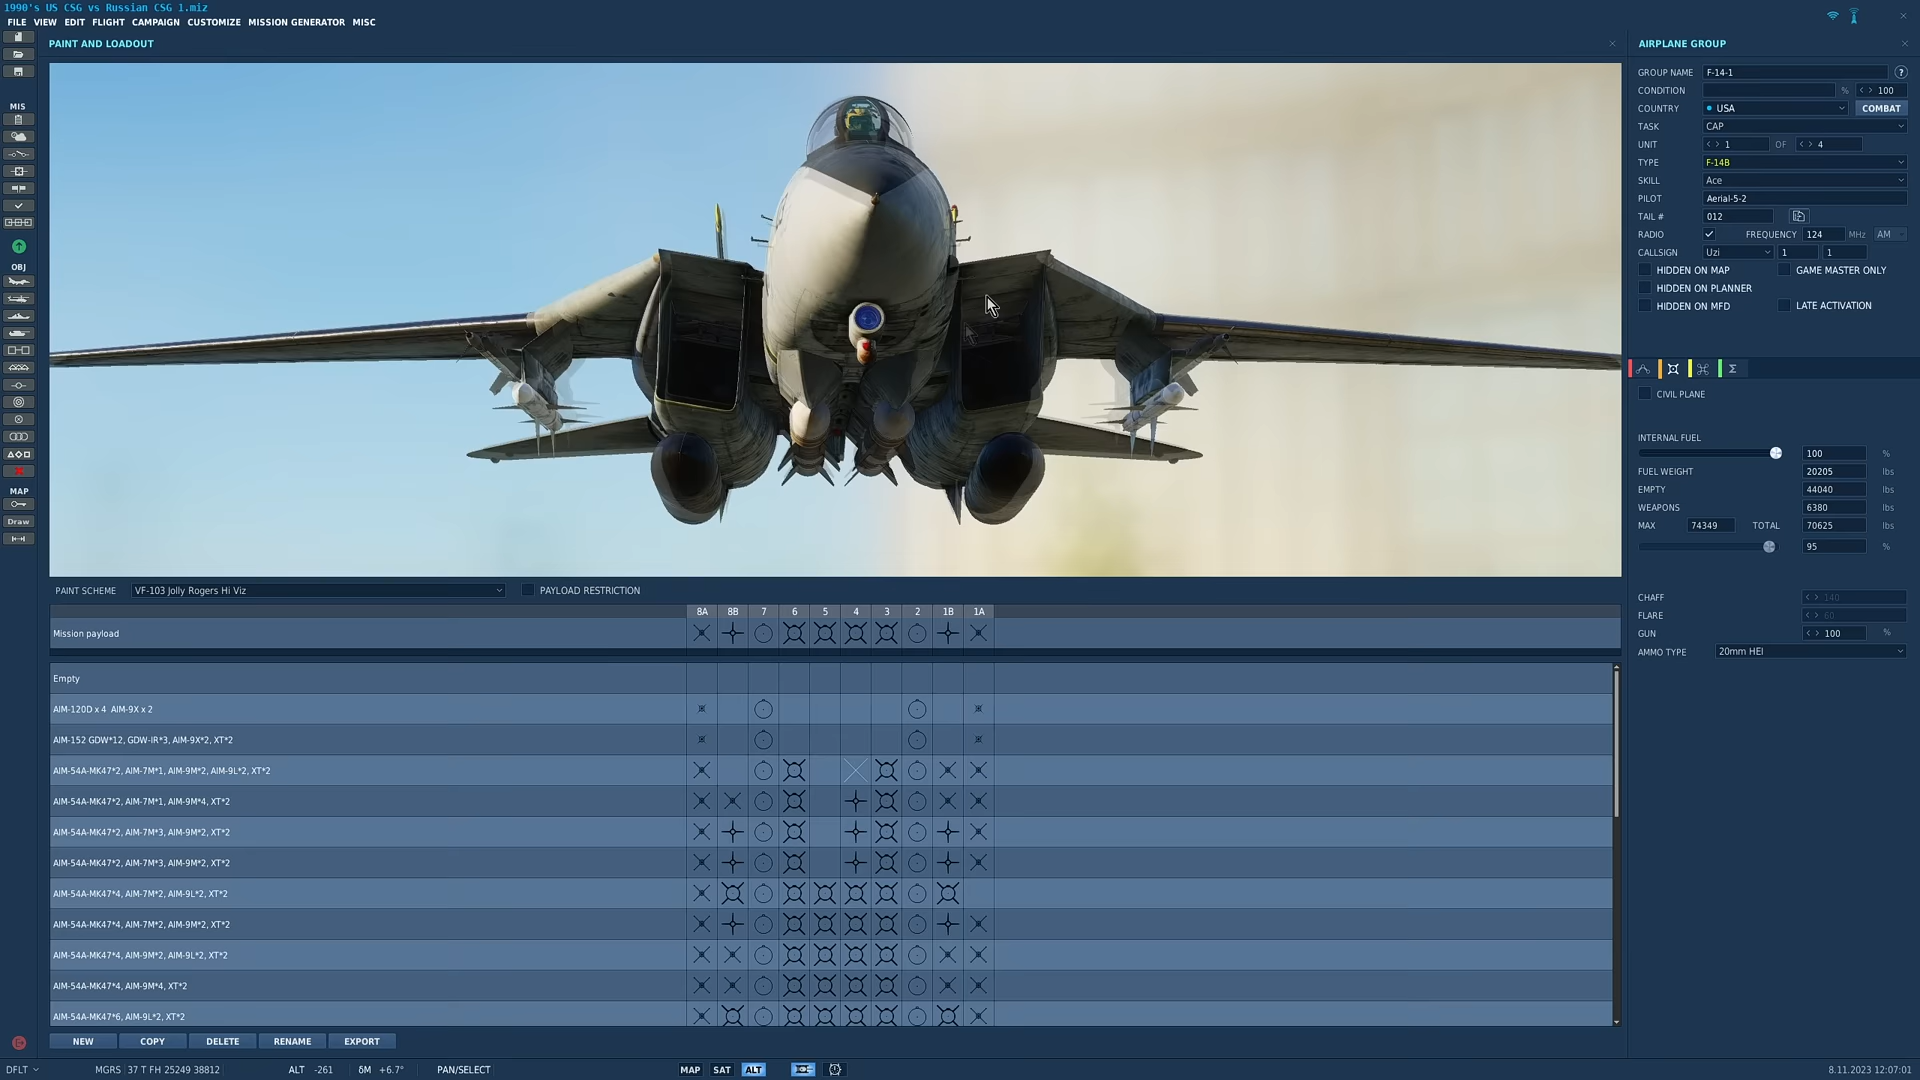 1990's US CSG vs Russian CSG 1.miz
FILE VIEW EDIT FLIGHT CAMPAIGN CUSTOMIZE MISSION GENERATOR MISC
PAINT AND LOADOUT
MIS
OBJ
MAP
Draw
PAINT SCHEME VF-103 Jolly Rogers Hi Viz PAYLOAD RESTRICTION
8A 8B 7 6 5 4 3 2 1B 1A
Mission payload
Empty
AIM-120D x 4 AIM-9X x 2
AIM-152 GDW*12, GDW-IR*3, AIM-9X*2, XT*2
AIM-54A-MK47*2, AIM-7M*1, AIM-9M*2, AIM-9L*2, XT*2
AIM-54A-MK47*2, AIM-7M*1, AIM-9M*4, XT*2
AIM-54A-MK47*2, AIM-7M*3, AIM-9M*2, XT*2
AIM-54A-MK47*2, AIM-7M*3, AIM-9M*2, XT*2
AIM-54A-MK47*4, AIM-7M*2, AIM-9L*2, XT*2
AIM-54A-MK47*4, AIM-7M*2, AIM-9M*2, XT*2
AIM-54A-MK47*4, AIM-9M*2, AIM-9L*2, XT*2
AIM-54A-MK47*4, AIM-9M*4, XT*2
AIM-54A-MK47*6, AIM-9L*2, XT*2
NEW COPY DELETE RENAME EXPORT
AIRPLANE GROUP
GROUP NAME F-14-1 ?
CONDITION % < > 100
COUNTRY USA COMBAT
TASK CAP
UNIT < > 1 OF < > 4
TYPE F-14B
SKILL Ace
PILOT Aerial-5-2
TAIL # 012
RADIO FREQUENCY 124 MHz AM
CALLSIGN Uzi 1 1
HIDDEN ON MAP GAME MASTER ONLY
HIDDEN ON PLANNER
HIDDEN ON MFD LATE ACTIVATION
CIVIL PLANE
INTERNAL FUEL
100 %
FUEL WEIGHT 20205 lbs
EMPTY 44040 lbs
WEAPONS 6380 lbs
MAX 74349 TOTAL 70625 lbs
95 %
CHAFF < > 140
FLARE < > 60
GUN < > 100 %
AMMO TYPE 20mm HEI
DFLT MGRS 37 T FH 25249 38812 ALT -261 δM +6.7° PAN/SELECT MAP SAT ALT 8.11.2023 12:07:01